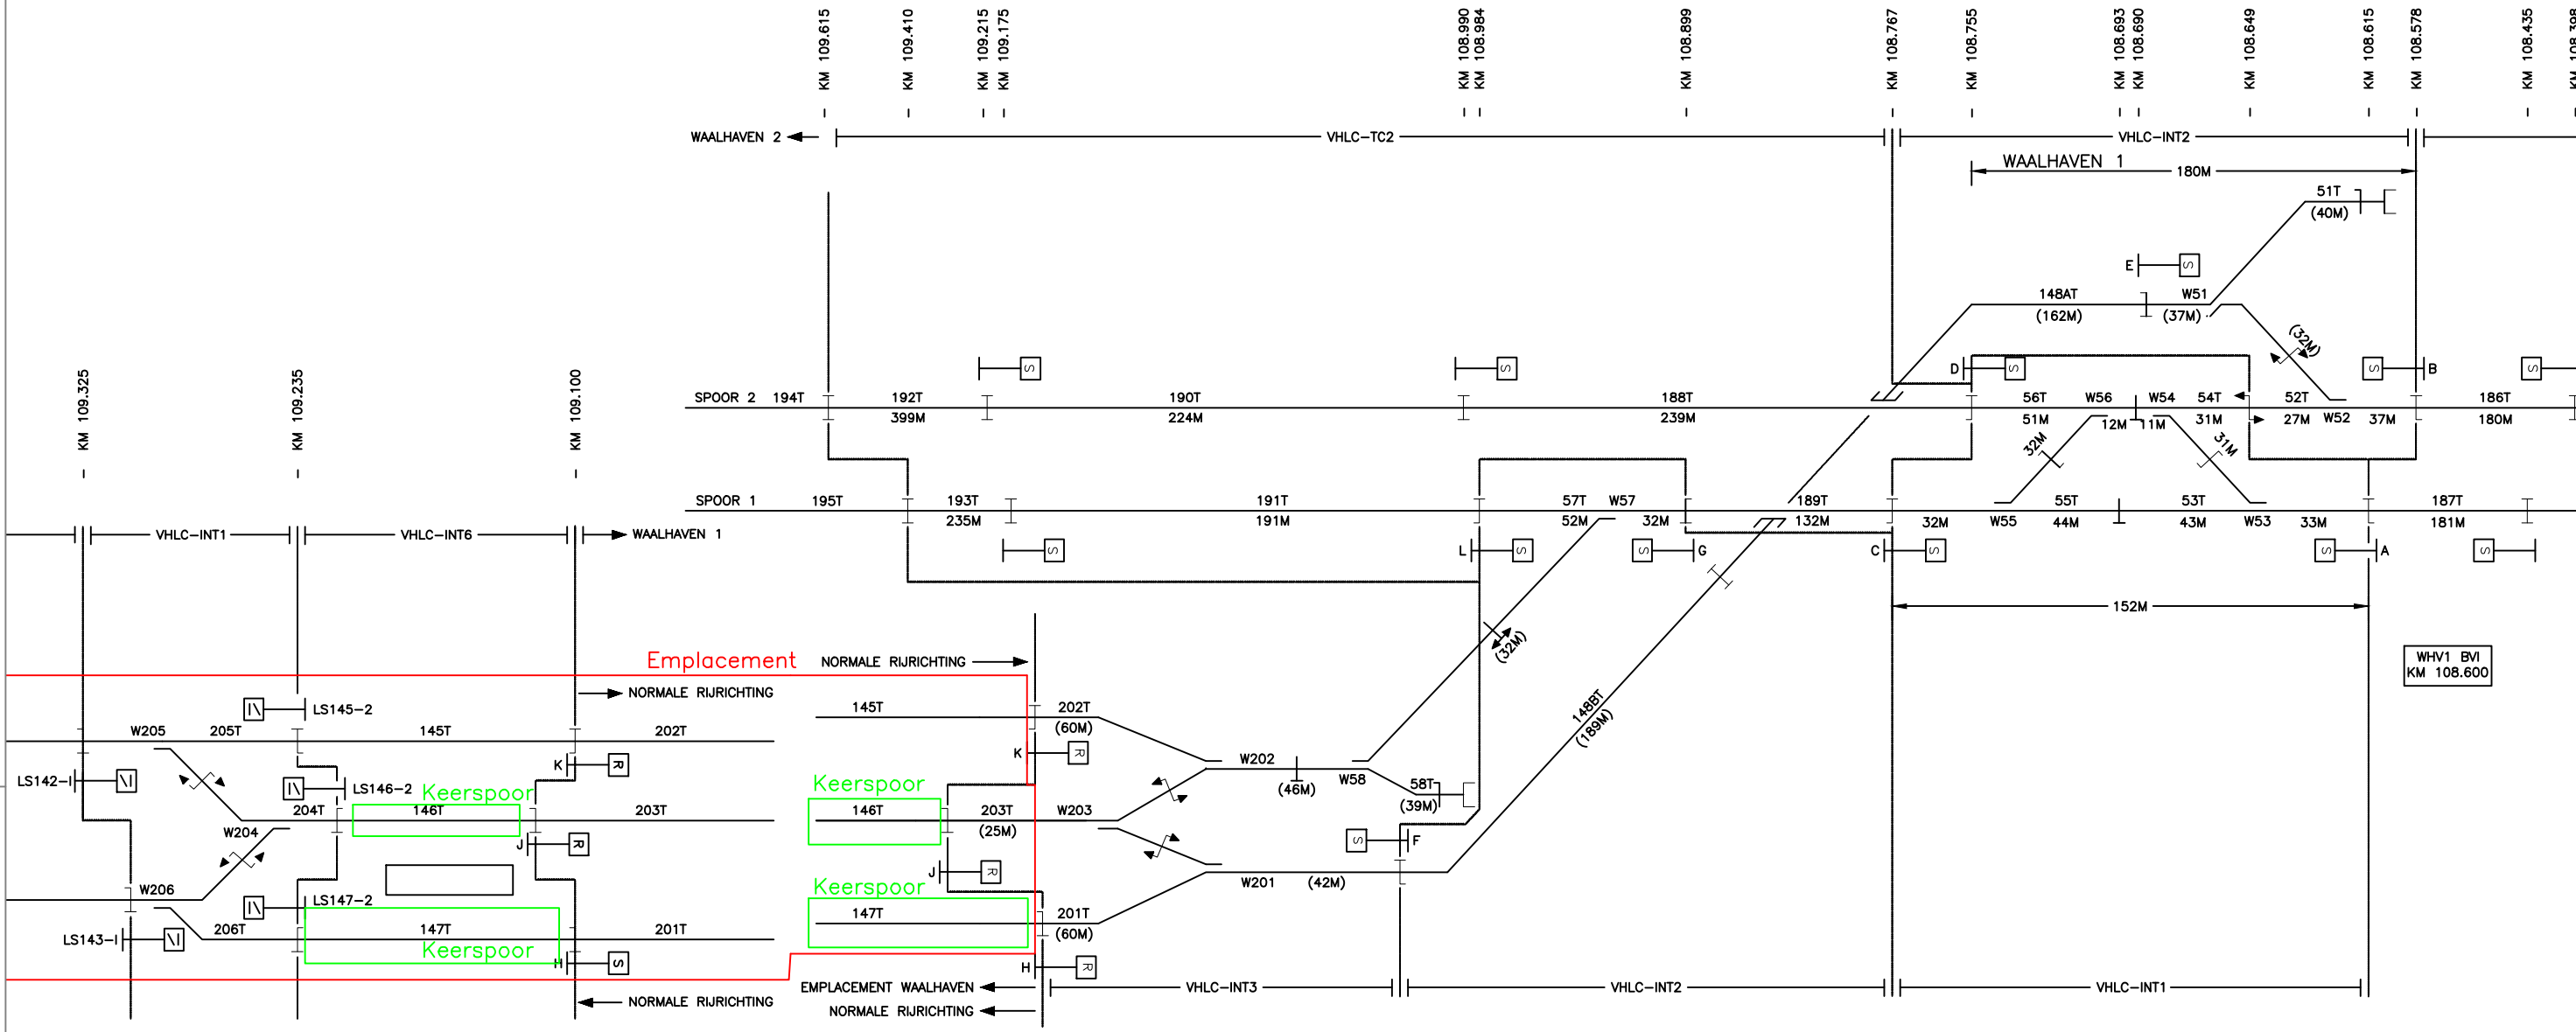 KM 109.615
KM 109.410
KM 109.215
KM 109.175
KM 108.990
KM 108.984
KM 108.899
KM 108.767
KM 108.755
KM 108.693
KM 108.690
KM 108.649
KM 108.615
KM 108.578
KM 108.435
KM 108.398
WAALHAVEN 2
VHLC-TC2
VHLC-INT2
WAALHAVEN 1
180M
51T
(40M)
E
S
148AT
W51
(162M)
(37M)
(32M)
KM 109.325
KM 109.235
KM 109.100
S
S
D
S
S
B
S
SPOOR 2
194T
192T
190T
188T
56T
W56
W54
54T
52T
186T
399M
224M
239M
51M
12M
11M
31M
27M
W52
37M
180M
32M
31M
SPOOR 1
195T
193T
191T
57T
W57
189T
55T
53T
187T
235M
191M
52M
32M
132M
32M
W55
44M
43M
W53
33M
181M
VHLC-INT1
VHLC-INT6
WAALHAVEN 1
S
L
S
S
G
C
S
S
A
S
152M
(32M)
Emplacement
NORMALE RIJRICHTING
WHV1 BVI
KM 108.600
NORMALE RIJRICHTING
LS145-2
148BT
(189M)
145T
202T
(60M)
W205
205T
145T
202T
K
R
K
R
W202
LS142-I
LS146-2
Keerspoor
Keerspoor
(46M)
W58
58T
(39M)
204T
146T
203T
146T
203T
W203
(25M)
W204
J
R
S
F
J
R
W206
LS147-2
Keerspoor
W201
(42M)
147T
201T
(60M)
LS143-I
206T
147T
201T
Keerspoor
H
S
H
R
EMPLACEMENT WAALHAVEN
VHLC-INT3
VHLC-INT2
VHLC-INT1
NORMALE RIJRICHTING
NORMALE RIJRICHTING